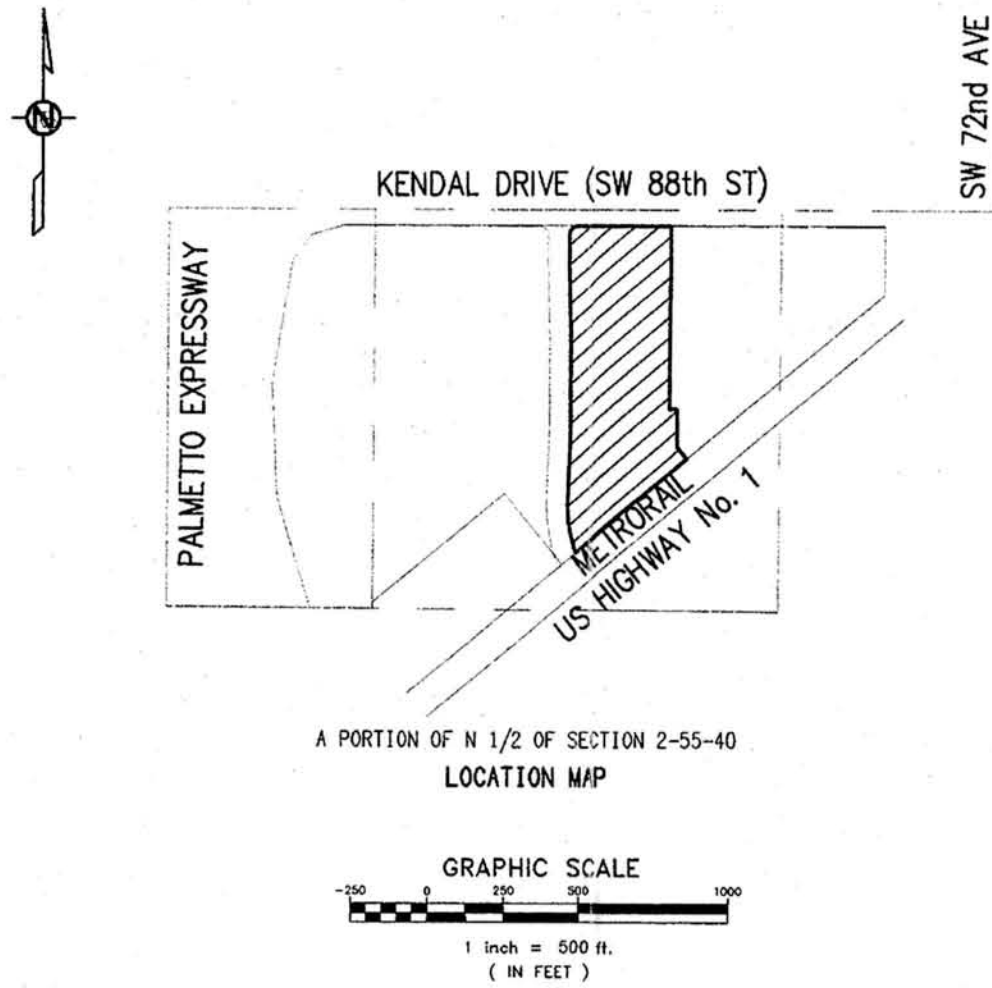 N
SW 72nd AVE
KENDAL DRIVE (SW 88th ST)
PALMETTO EXPRESSWAY
METRORAIL
US HIGHWAY No. 1
A PORTION OF N 1/2 OF SECTION 2-55-40
LOCATION MAP
GRAPHIC SCALE
-250 0 250 500 1000
1 inch = 500 ft.
( IN FEET )